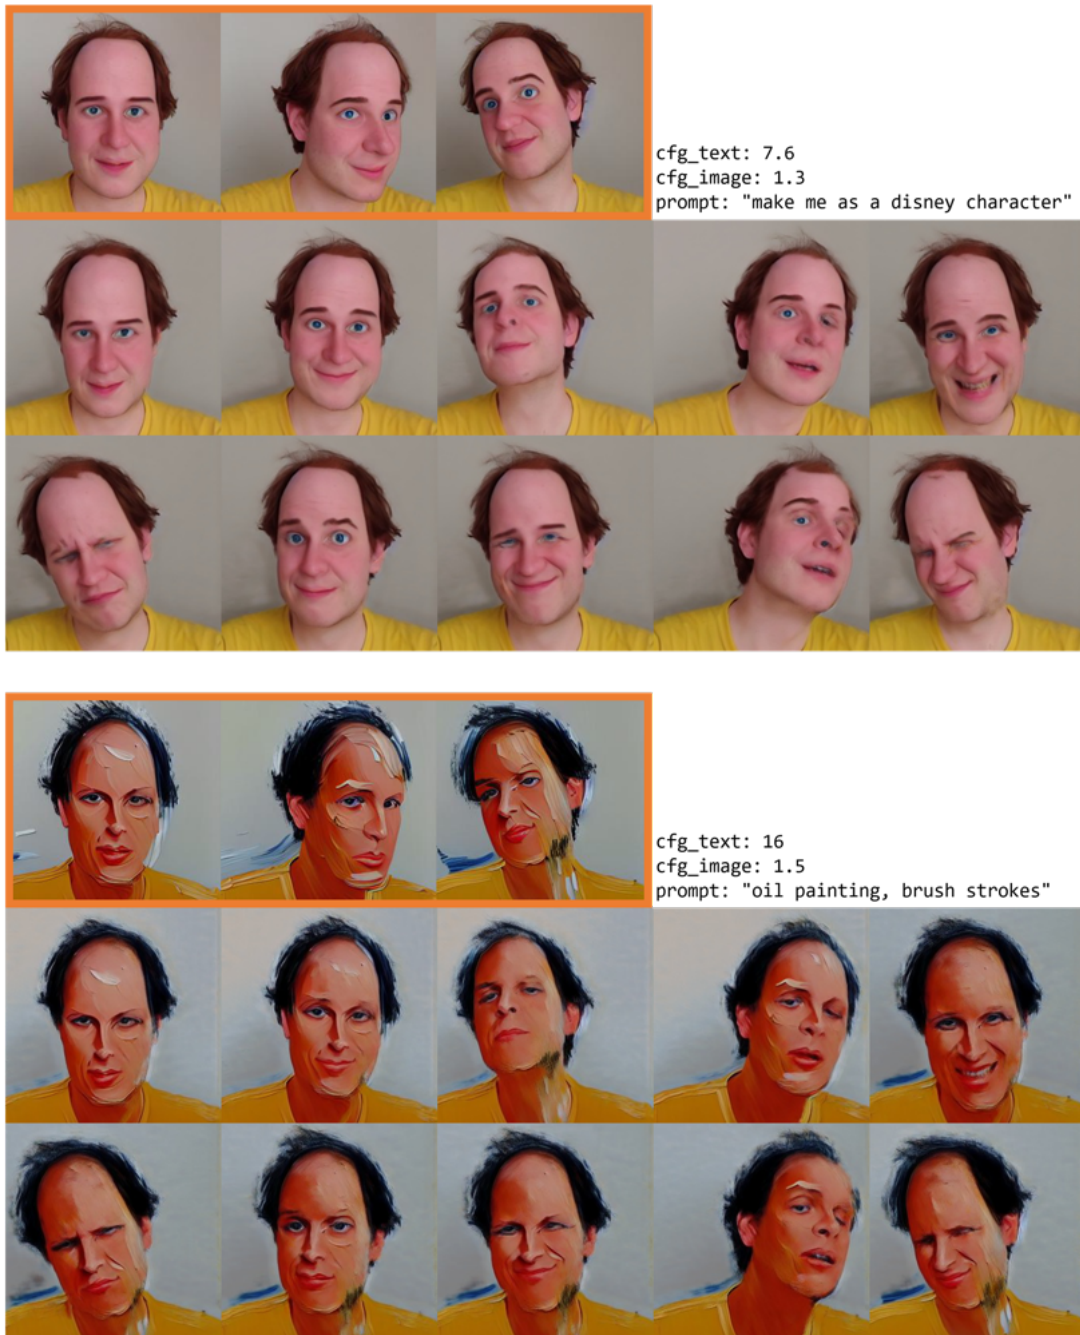 cfg_text: 7.6
cfg_image: 1.3
prompt: "make me as a disney character"
cfg_text: 16
cfg_image: 1.5
prompt: "oil painting, brush strokes"